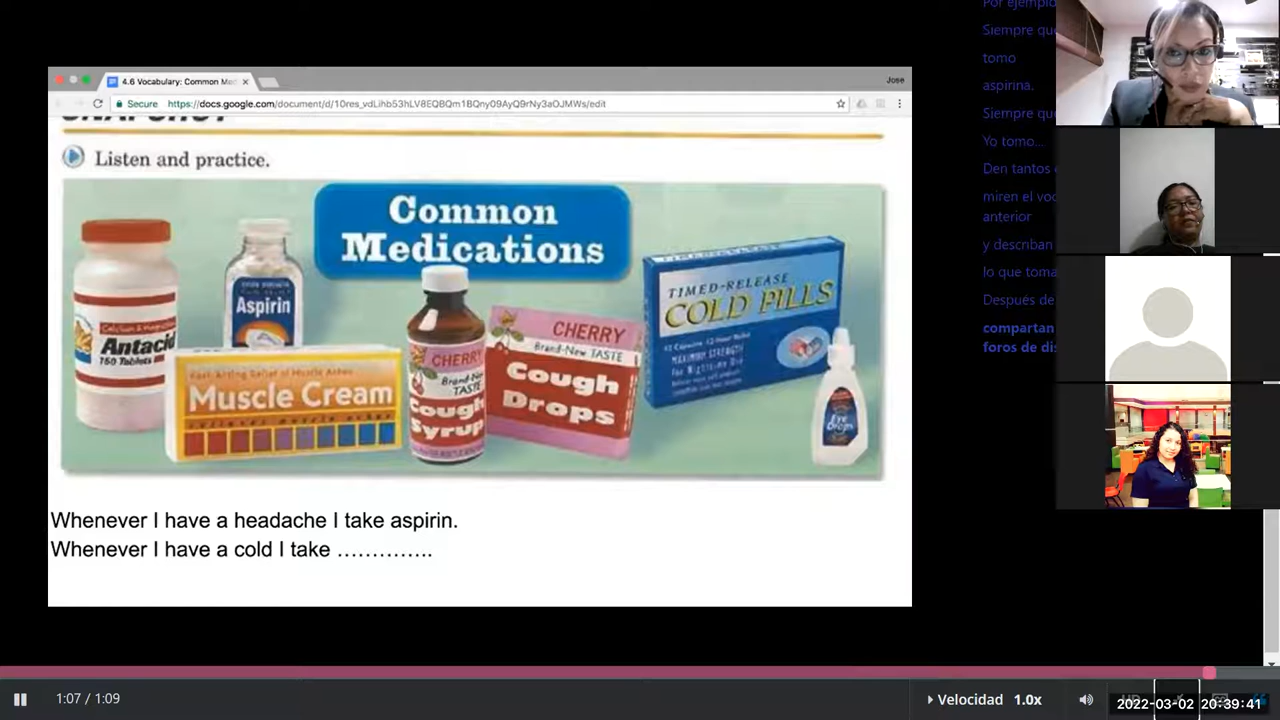 4.6 Vocabulary: Common Med
Jose
Secure
https://docs.google.com/document/d/10res_vdLihb53hLV8EQBQm1BQny09AyQ9rNy3aOJMWs/edit
SNAPSHOT
Listen and practice.
Common
Medications
Antacid
150 Tablets
Aspirin
Muscle Cream
CHERRY
Brand-New
TASTE
Cough
Syrup
CHERRY
Brand-New TASTE
Cough
Drops
TIMED-RELEASE
COLD PILLS
Eye
Drops
Whenever I have a headache I take aspirin.
Whenever I have a cold I take …………..
Por ejemplo
Siempre que
tomo
aspirina.
Siempre que
Yo tomo...
Den tantos
miren el voc
anterior
y describan
lo que toma
Después de
compartan
foros de dis
1:07 / 1:09
Velocidad 1.0x
2022-03-02 20:39:41